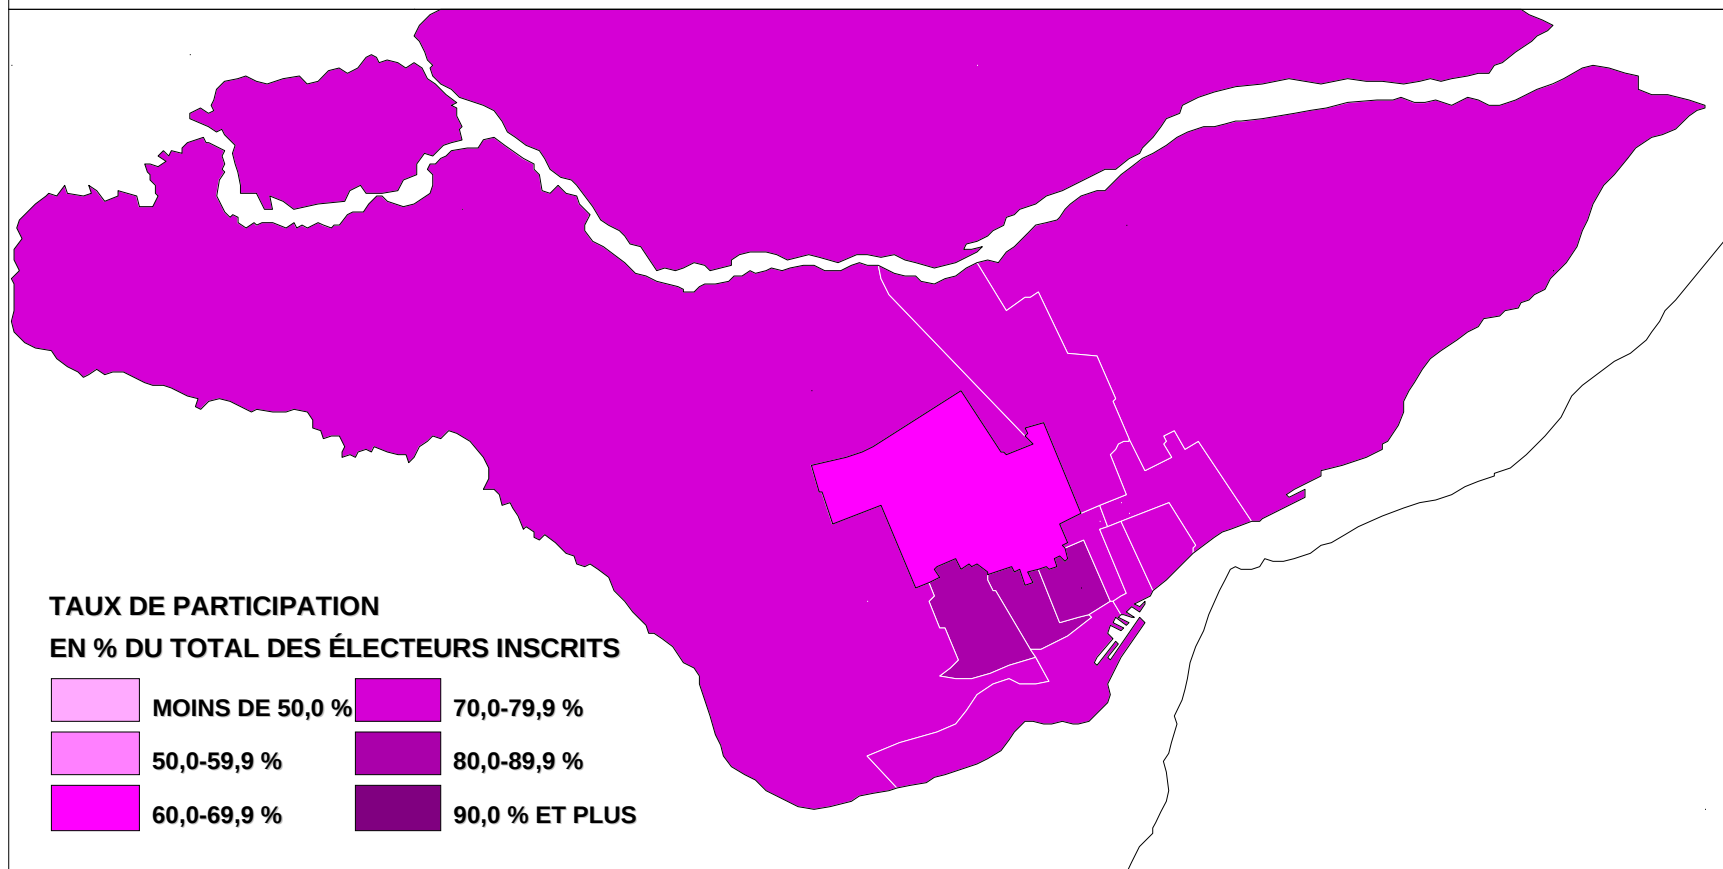 TAUX DE PARTICIPATION
EN % DU TOTAL DES ÉLECTEURS INSCRITS
MOINS DE 50,0 %
50,0-59,9 %
60,0-69,9 %
70,0-79,9 %
80,0-89,9 %
90,0 % ET PLUS